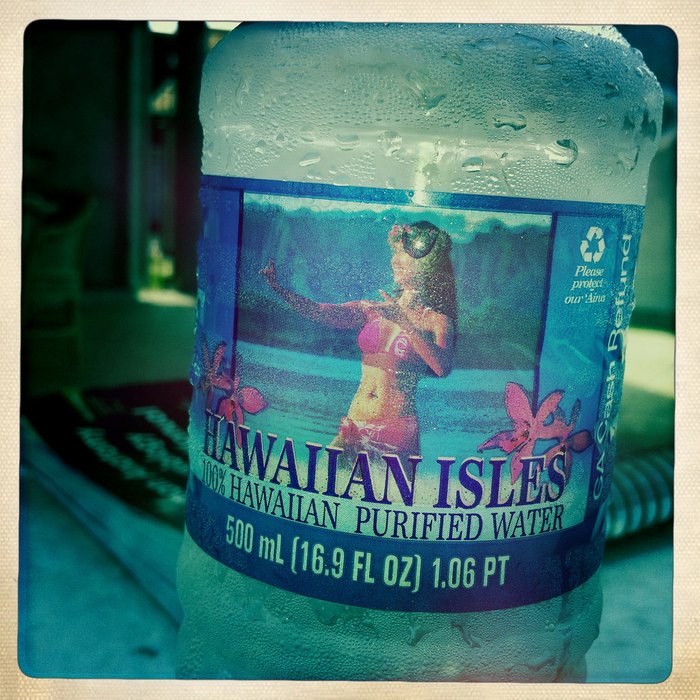 Please
protect
our 'Aina
CA Cash Refund
HAWAIIAN ISLES
100% HAWAIIAN PURIFIED WATER
500 mL (16.9 FL OZ) 1.06 PT